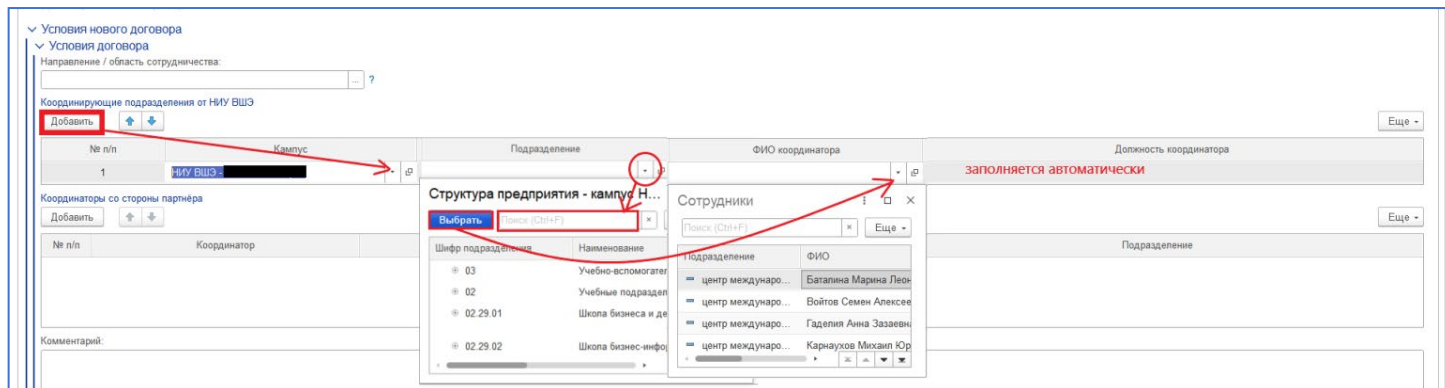 Условия нового договора
Условия договора
Направление / область сотрудничества:
... ?
Координирующие подразделения от НИУ ВШЭ
Добавить Еще
№ п/п Кампус Подразделение ФИО координатора Должность координатора
1 НИУ ВШЭ - заполняется автоматически
Координаторы со стороны партнёра
Добавить Еще
№ п/п Координатор Подразделение
Структура предприятия - кампус Н...
Выбрать Поиск (Ctrl+F) ×
Шифр подразделения Наименование
03 Учебно-вспомогател
02 Учебные подраздел
02.29.01 Школа бизнеса и де
02.29.02 Школа бизнес-инфор
Сотрудники
Поиск (Ctrl+F) × Еще
Подразделение ФИО
центр междунаро... Баталина Марина Леон
центр междунаро... Войтов Семен Алексее
центр междунаро... Гаделия Анна Зазаевна
центр междунаро... Карнаухов Михаил Юр
Комментарий: